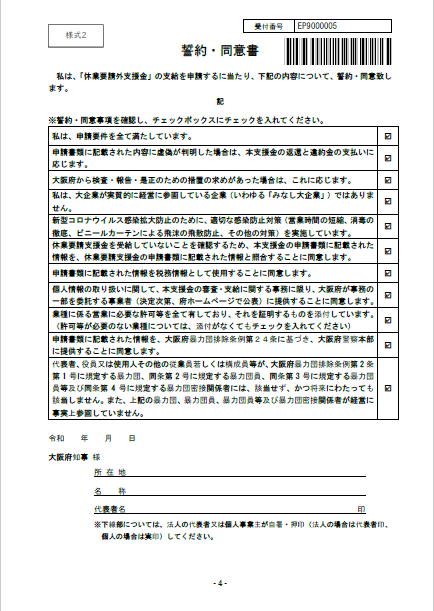 様式2
受付番号 EP9000005
誓約・同意書
私は、「休業要請外支援金」の支給を申請するに当たり、下記の内容について、誓約・同意致し
ます。
記
※誓約・同意事項を確認し、チェックボックスにチェックを入れてください。
私は、申請要件を全て満たしています。 ☑
申請書類に記載された内容に虚偽が判明した場合は、本支援金の返還と違約金の支払いに
応じます。 ☑
大阪府から検査・報告・是正のための措置の求めがあった場合は、これに応じます。 ☑
私は、大企業が実質的に経営に参画している企業（いわゆる「みなし大企業」）ではありま
せん。 ☑
新型コロナウイルス感染拡大防止のために、適切な感染防止対策（営業時間の短縮、消毒の
徹底、ビニールカーテンによる飛沫の飛散防止、その他の対策）を実施しています。 ☑
休業要請支援金を受給していないことを確認するため、本支援金の申請書類に記載された
情報を、休業要請支援金の申請書類に記載された情報と照合することに同意します。 ☑
申請書類に記載された情報を税務情報として使用することに同意します。 ☑
個人情報の取り扱いに関して、本支援金の審査・支給に関する事務に限り、大阪府が事務の
一部を委託する事業者（決定次第、府ホームページで公表）に提供することに同意します。 ☑
業種に係る営業に必要な許可等を全て有しており、それを証明するものを添付しています。
（許可等が必要のない業種については、添付がなくてもチェックを入れてください） ☑
申請書類に記載された情報を、大阪府暴力団排除条例第２４条に基づき、大阪府警察本部
に提供することに同意します。 ☑
代表者、役員又は使用人その他の従業員若しくは構成員等が、大阪府暴力団排除条例第２条
第１号に規定する暴力団、同条第２号に規定する暴力団員、同条第３号に規定する暴力団
員等及び同条第４号に規定する暴力団密接関係者には、該当せず、かつ将来にわたっても
該当しません。また、上記の暴力団、暴力団員、暴力団員等及び暴力団密接関係者が経営に
事実上参画していません。 ☑
令和 年 月 日
大阪府知事 様
所 在 地
名 称
代表者名 印
※下線部については、法人の代表者又は個人事業主が自署・押印（法人の場合は代表者印、
個人の場合は実印）してください。
- 4 -